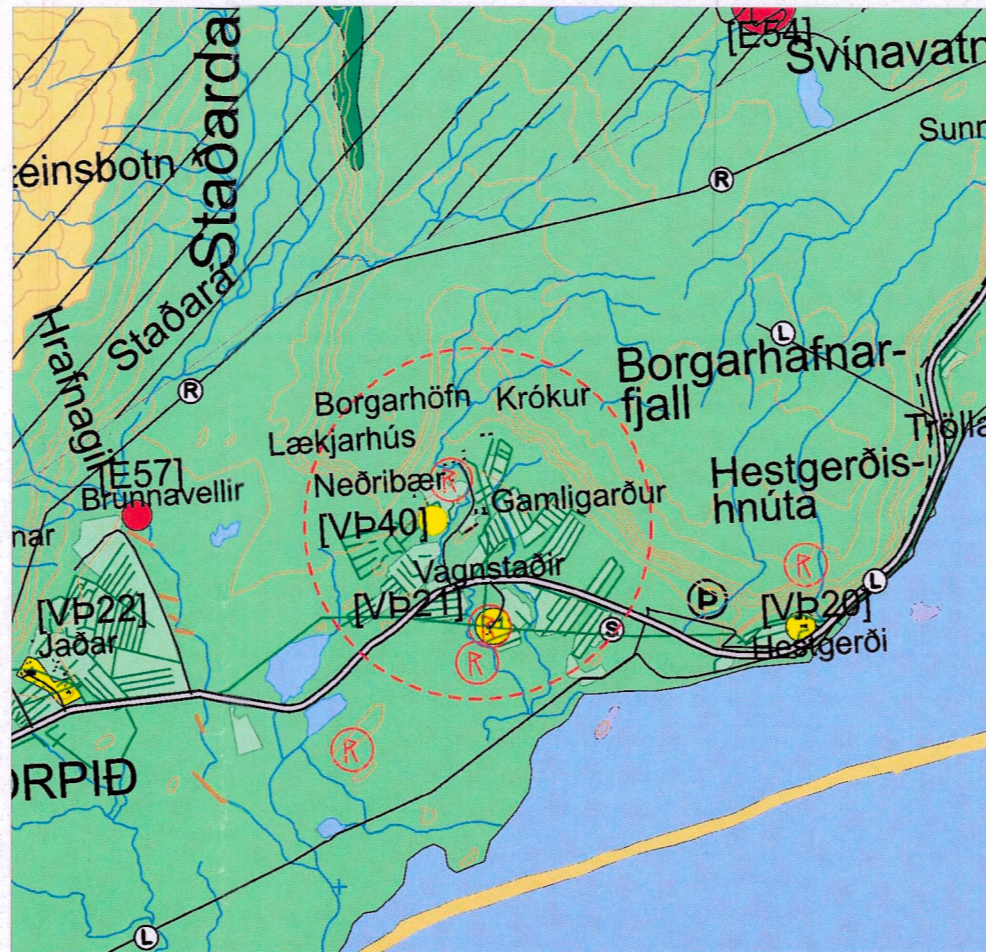 Staðarda
[E54]
Svínavatn
Sunn
teinsbotn
R
Staðará
Hrafnagil
R
L
Borgarhafnar-
fjall
Borgarhöfn
Krókur
Lækjarhús
Trölla
[E57]
Brunnavellir
Neðribær
R
Gamligarður
Hestgerðis-
hnúta
nar
[VÞ40]
Vagnstaðir
R
L
[VÞ22]
[VÞ21]
Þ
[VÞ20]
Jaðar
S
Hestgerði
R
R
ORPIÐ
L